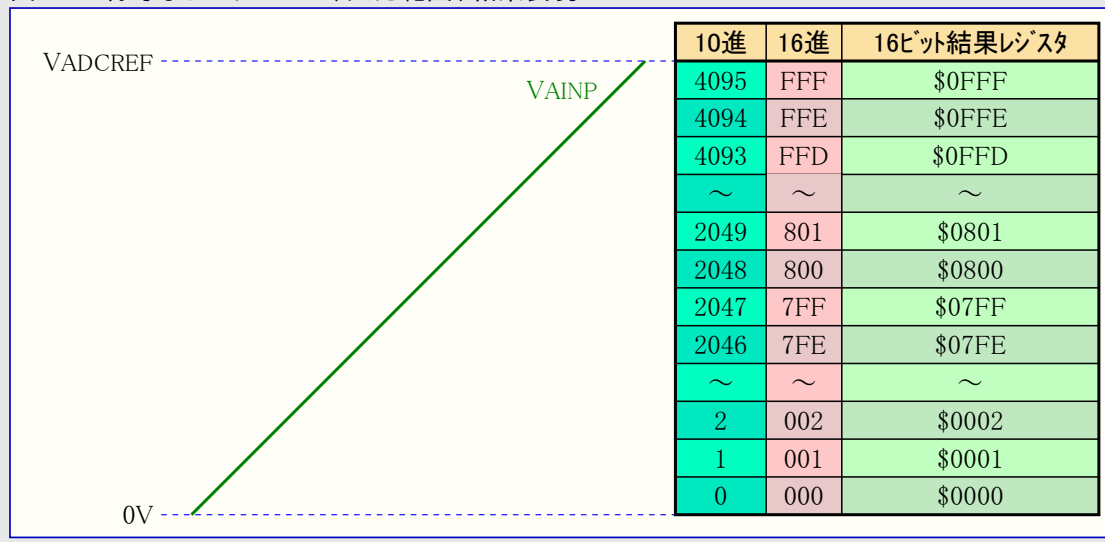 10進 16進 16ビット結果レジスタ
VADCREF
VAINP
4095 FFF $0FFF
4094 FFE $0FFE
4093 FFD $0FFD
～ ～ ～
2049 801 $0801
2048 800 $0800
2047 7FF $07FF
2046 7FE $07FE
～ ～ ～
2 002 $0002
1 001 $0001
0 000 $0000
0V